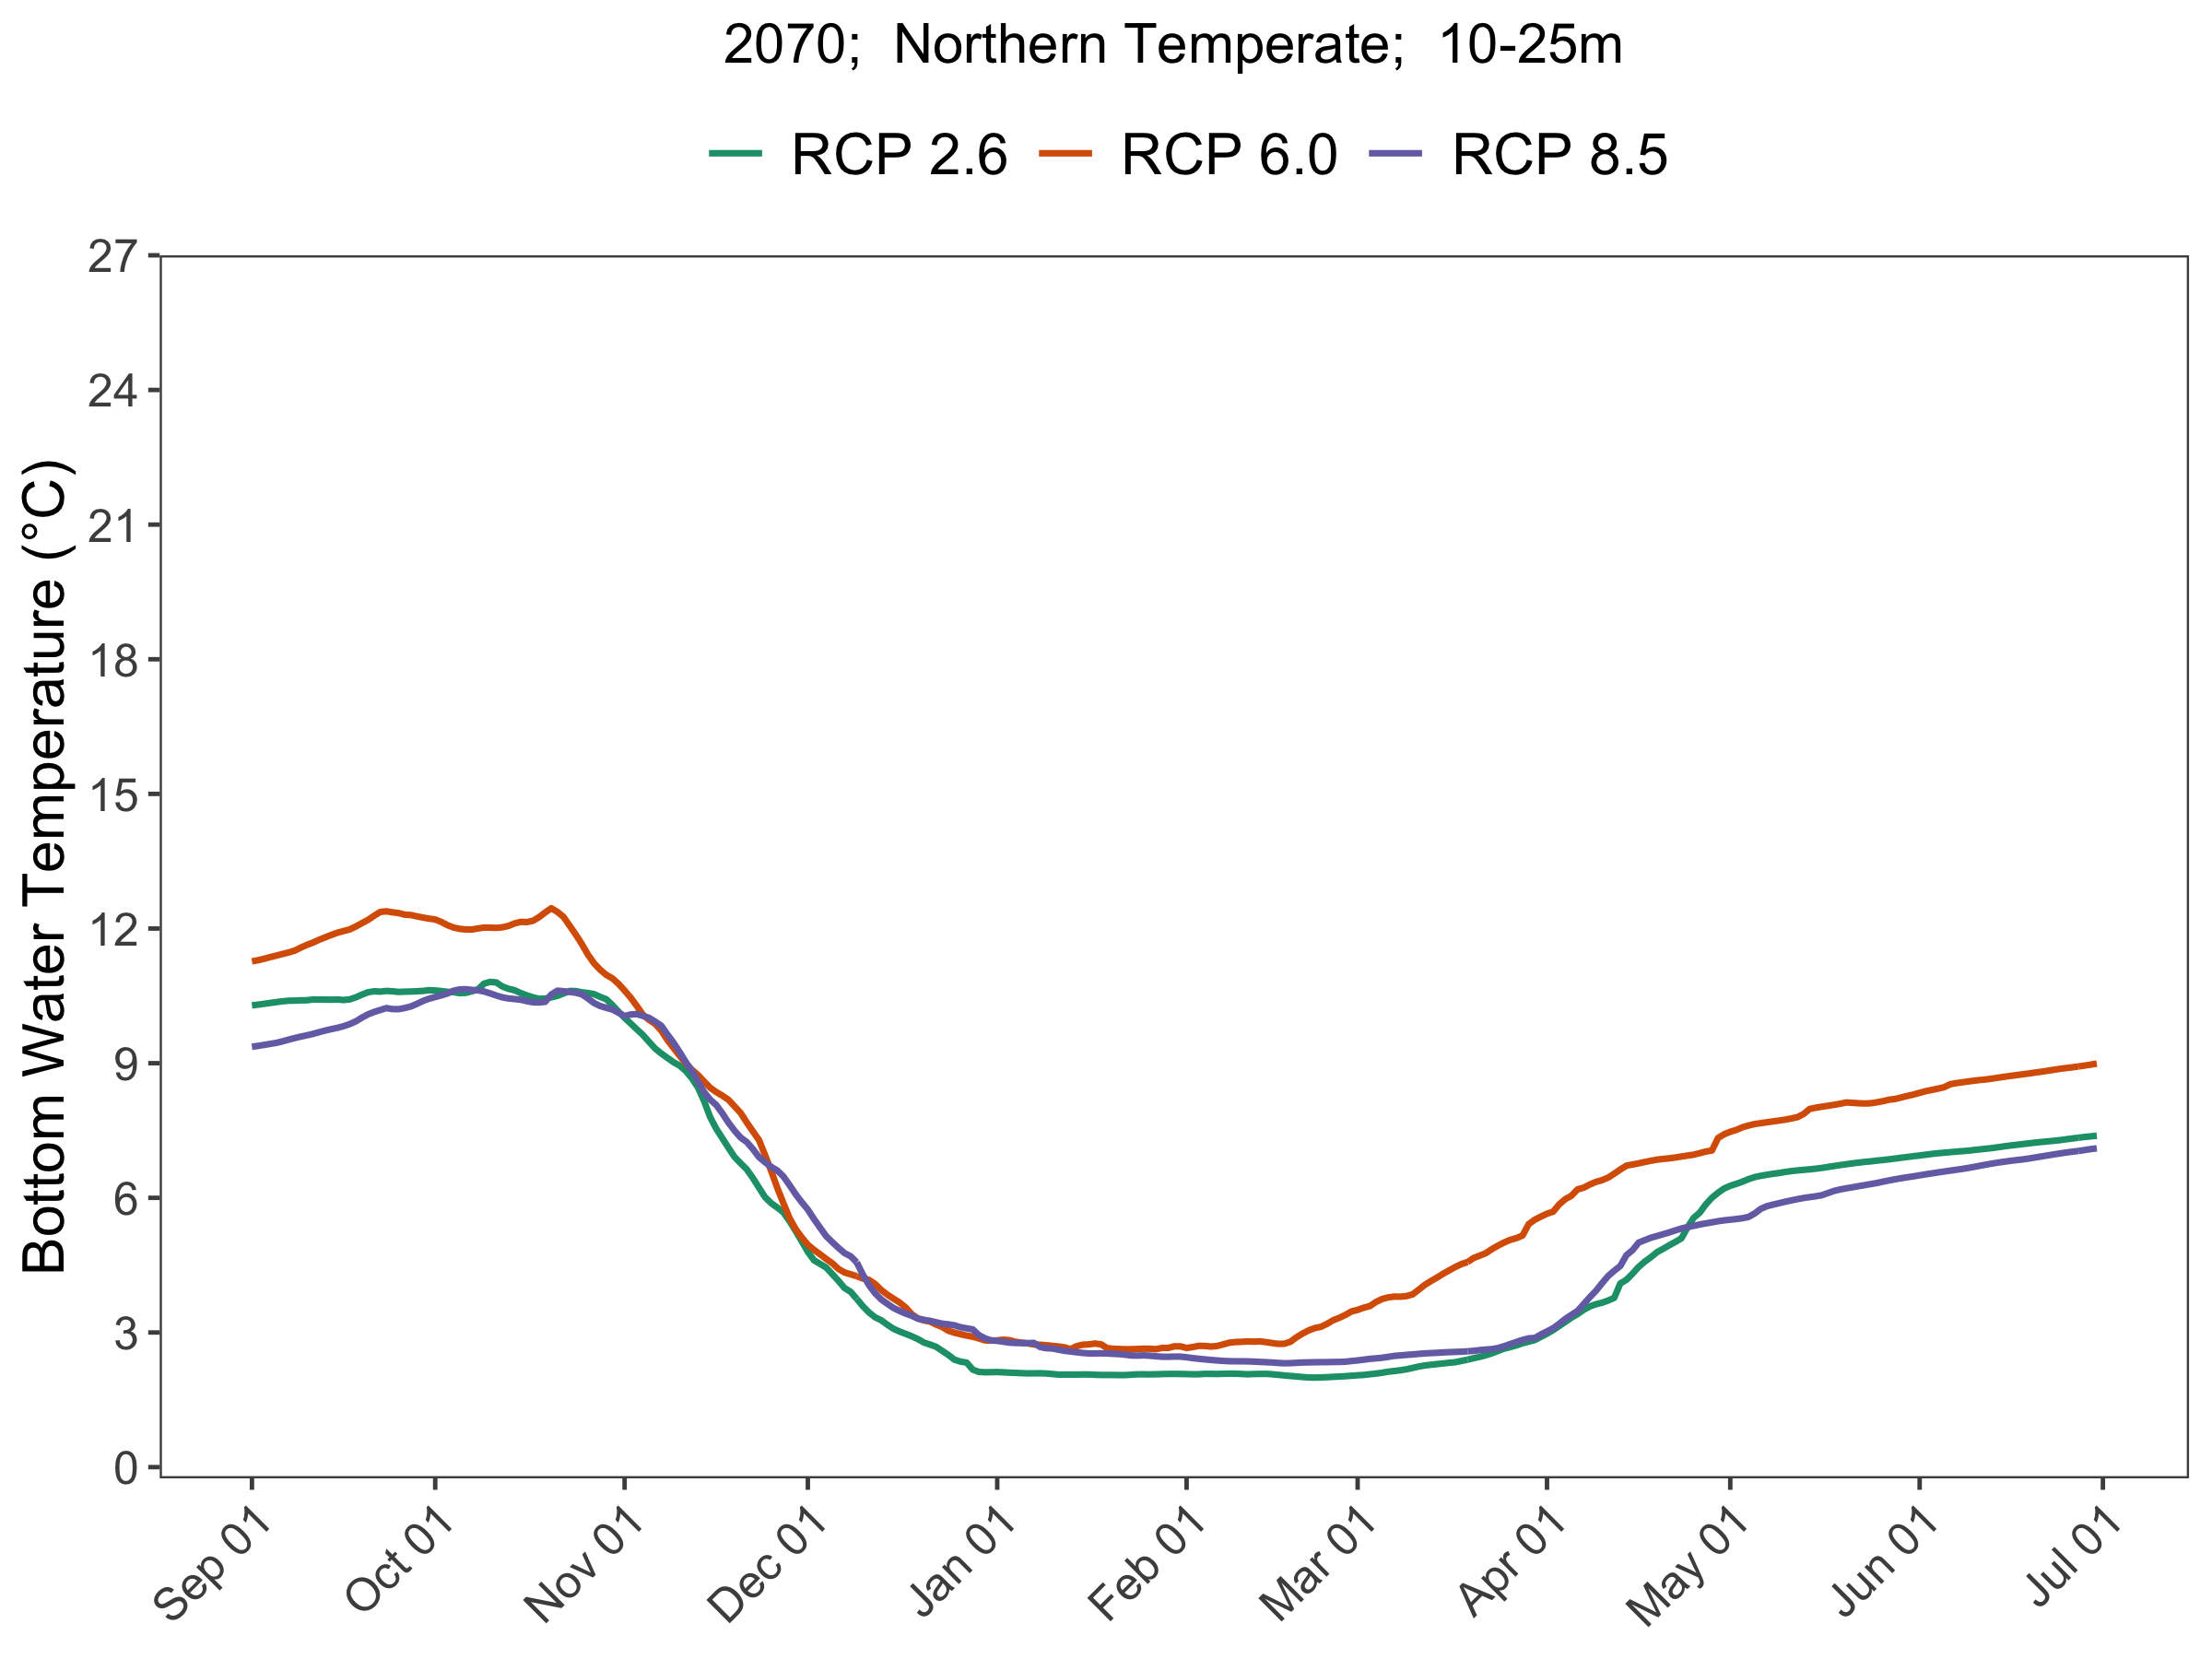 2070;  Northern Temperate;  10-25m
RCP 2.6 RCP 6.0 RCP 8.5
Bottom Water Temperature (°C)
27
24
21
18
15
12
9
6
3
0
Sep 01 Oct 01 Nov 01 Dec 01 Jan 01 Feb 01 Mar 01 Apr 01 May 01 Jun 01 Jul 01